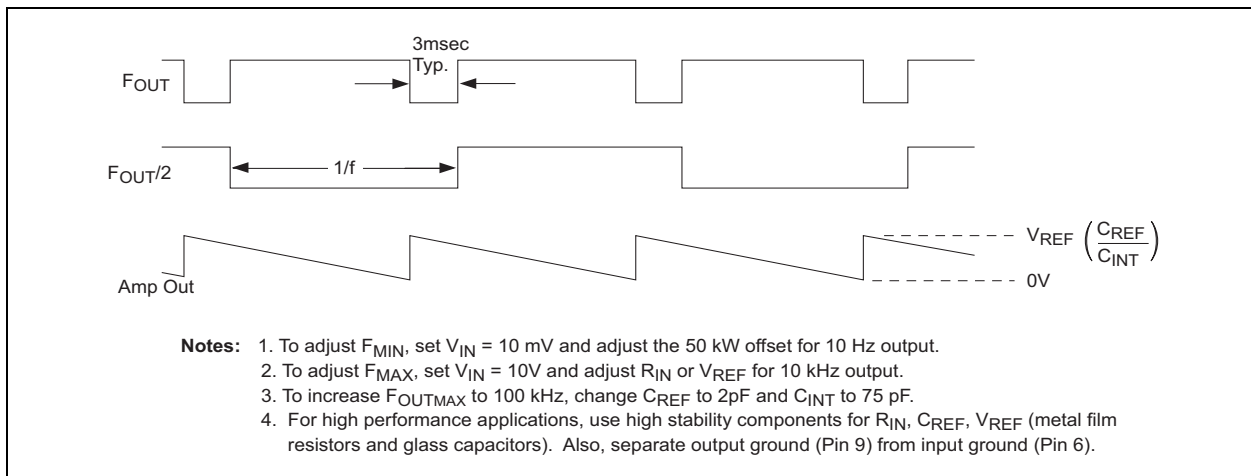 3msec
Typ.
FOUT
1/f
FOUT/2
VREF (CREF/CINT)
0V
Amp Out
Notes: 1. To adjust FMIN, set VIN = 10 mV and adjust the 50 kW offset for 10 Hz output.
2. To adjust FMAX, set VIN = 10V and adjust RIN or VREF for 10 kHz output.
3. To increase FOUTMAX to 100 kHz, change CREF to 2pF and CINT to 75 pF.
4. For high performance applications, use high stability components for RIN, CREF, VREF (metal film
resistors and glass capacitors). Also, separate output ground (Pin 9) from input ground (Pin 6).